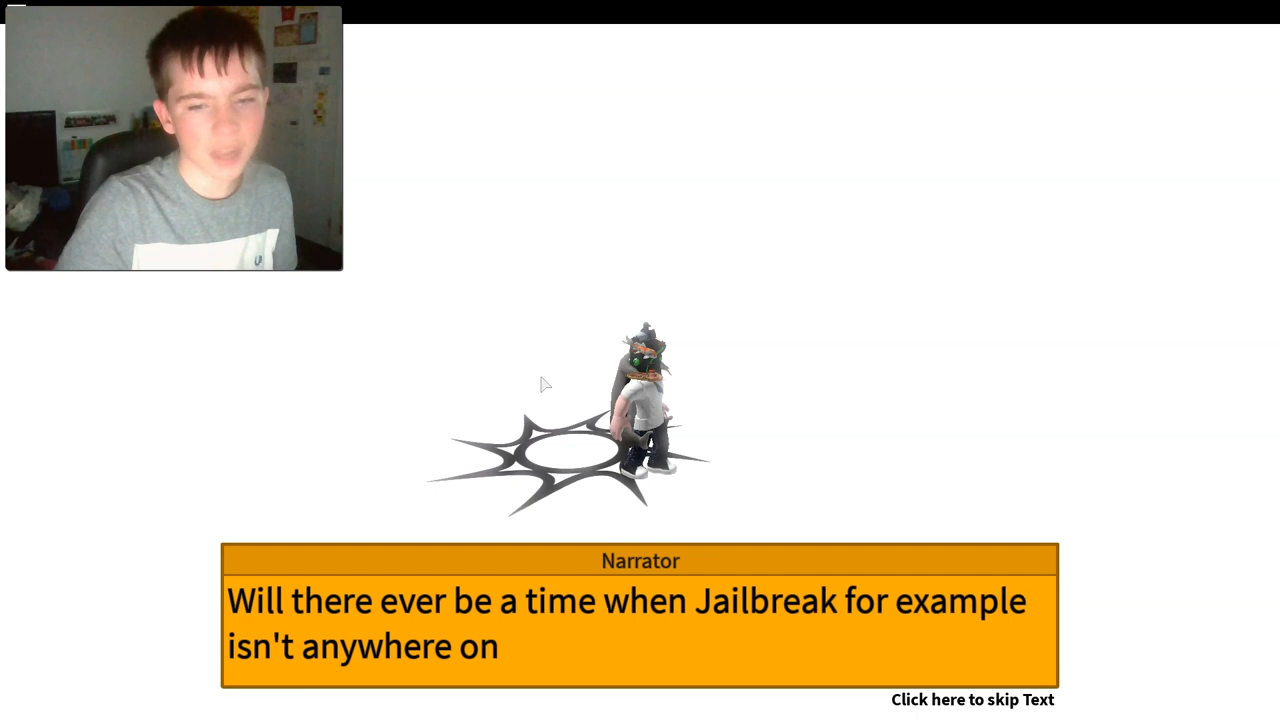 Narrator
Will there ever be a time when Jailbreak for example
isn't anywhere on
Click here to skip Text